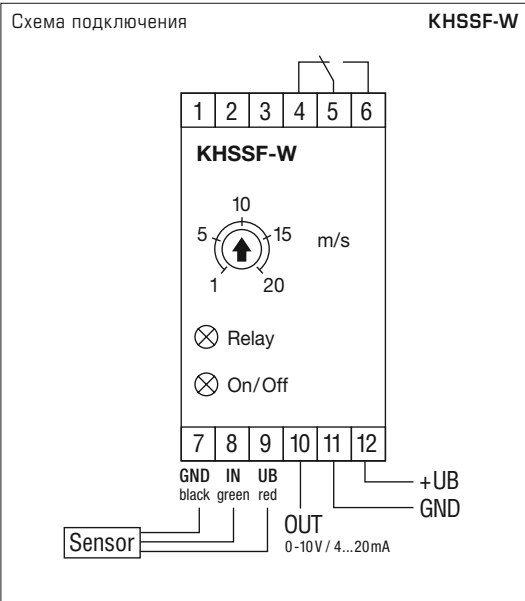 Схема подключения KHSSF-W
1 2 3 4 5 6
KHSSF-W
10
5 15 m/s
1 20
Relay
On/Off
7 8 9 10 11 12
GND IN UB +UB
black green red GND
OUT
Sensor 0-10V / 4...20mA